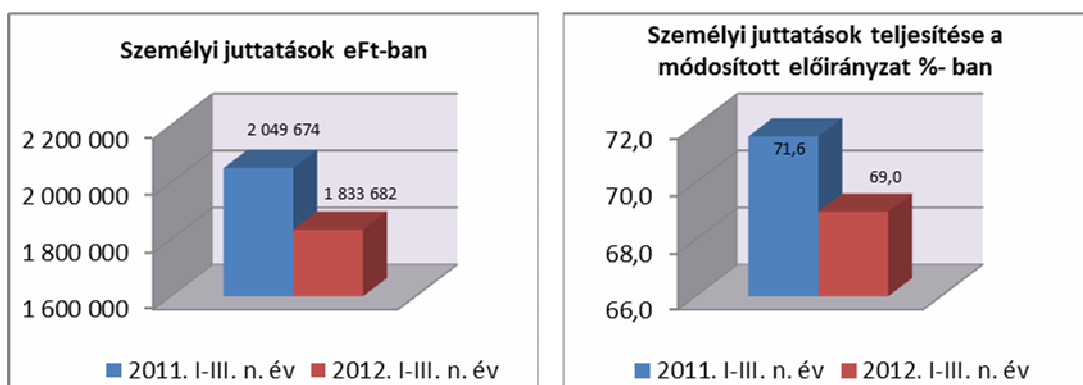 Személyi juttatások eFt-ban
2 200 000
2 000 000
1 800 000
1 600 000
2 049 674
1 833 682
2011. I-III. n. év
2012. I-III. n. év
Személyi juttatások teljesítése a
módosított előirányzat %- ban
72,0
70,0
68,0
66,0
71,6
69,0
2011. I-III. n. év
2012. I-III. n. év